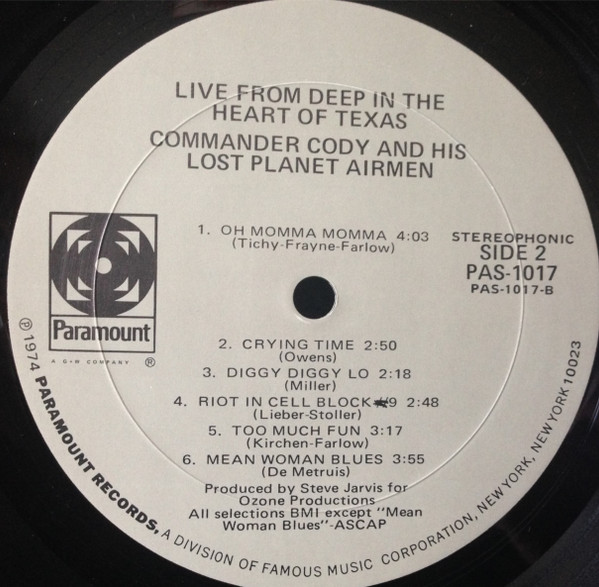 LIVE FROM DEEP IN THE
HEART OF TEXAS
COMMANDER CODY AND HIS
LOST PLANET AIRMEN
1. OH MOMMA MOMMA 4:03
(Tichy-Frayne-Farlow)
STEREOPHONIC
SIDE 2
PAS-1017
PAS-1017-B
Paramount
A G+W COMPANY ®
2. CRYING TIME 2:50
(Owens)
3. DIGGY DIGGY LO 2:18
(Miller)
4. RIOT IN CELL BLOCK #9 2:48
(Lieber-Stoller)
5. TOO MUCH FUN 3:17
(Kirchen-Farlow)
6. MEAN WOMAN BLUES 3:55
(De Metruis)
Produced by Steve Jarvis for
Ozone Productions
All selections BMI except "Mean
Woman Blues"-ASCAP
℗ 1974 PARAMOUNT RECORDS, A DIVISION OF FAMOUS MUSIC CORPORATION, NEW YORK, NEW YORK 10023